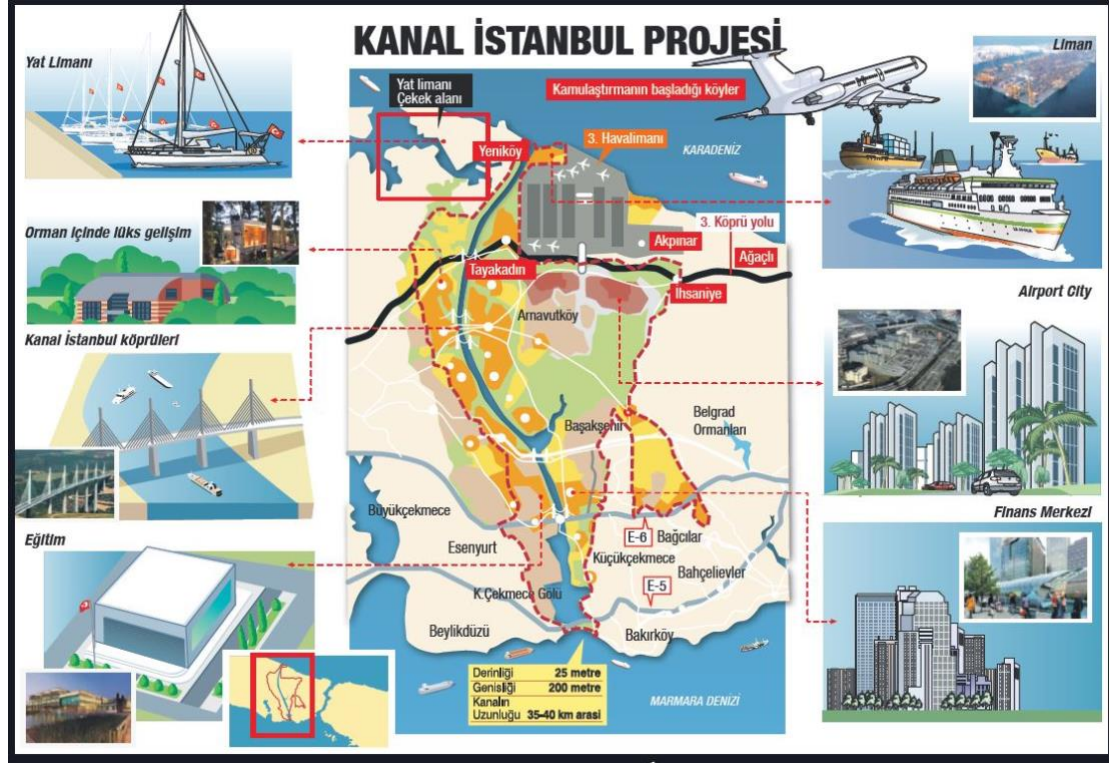 KANAL İSTANBUL PROJESİ
Yat Limanı
Yat limanı
Çekek alanı
Kamulaştırmanın başladığı köyler
Liman
3. Havalimanı
KARADENİZ
Yeniköy
Orman içinde lüks gelişim
3. Köprü yolu
Akpınar
Ağaçlı
Tayakadın
Ihsaniye
Airport City
Arnavutköy
Kanal İstanbul köprüleri
Başakşehir
Belgrad
Ormanları
Büyükçekmece
Finans Merkezi
Eğitim
Esenyurt
E-6
Bağcılar
Küçükçekmece
Bahçelievler
E-5
K.Çekmece Gölü
Beylikdüzü
Bakırköy
Derinliği 25 metre
Genisliği 200 metre
Kanalın
Uzunluğu 35-40 km arasi
MARMARA DENİZİ